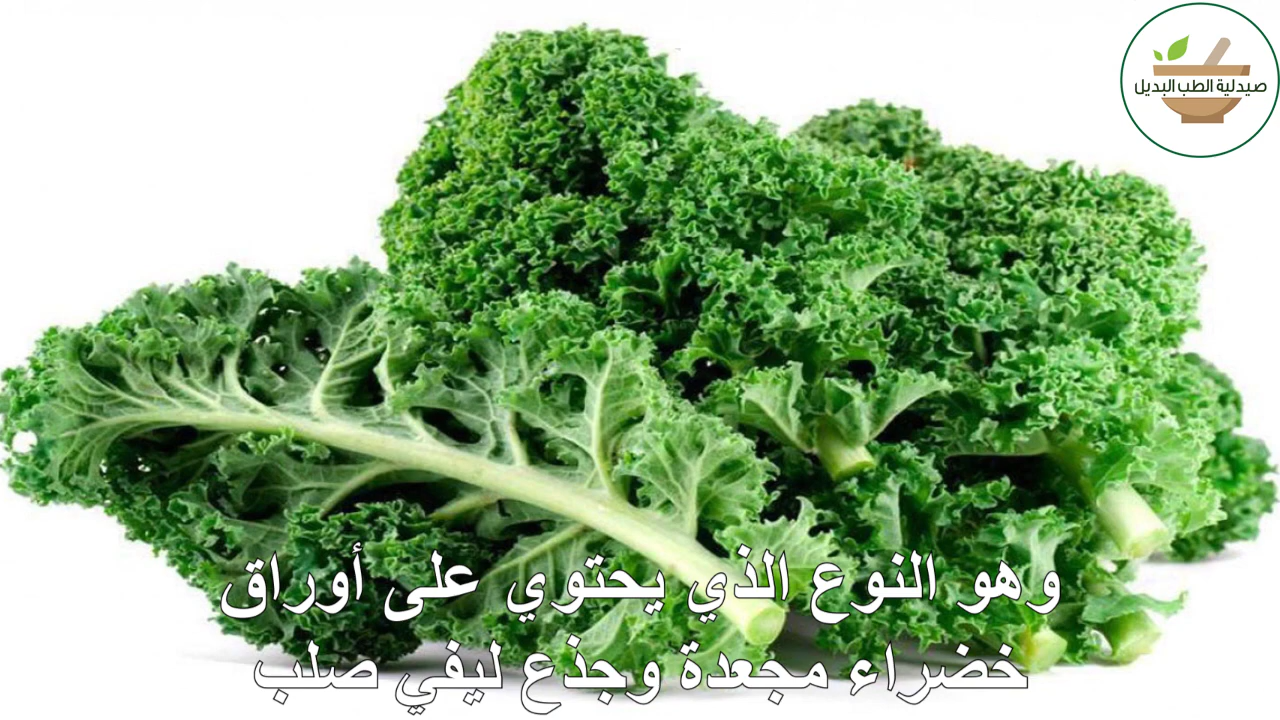 صيدلية الطب البديل
وهو النوع الذي يحتوي على أوراق
خضراء مجعدة وجذع ليفي صلب